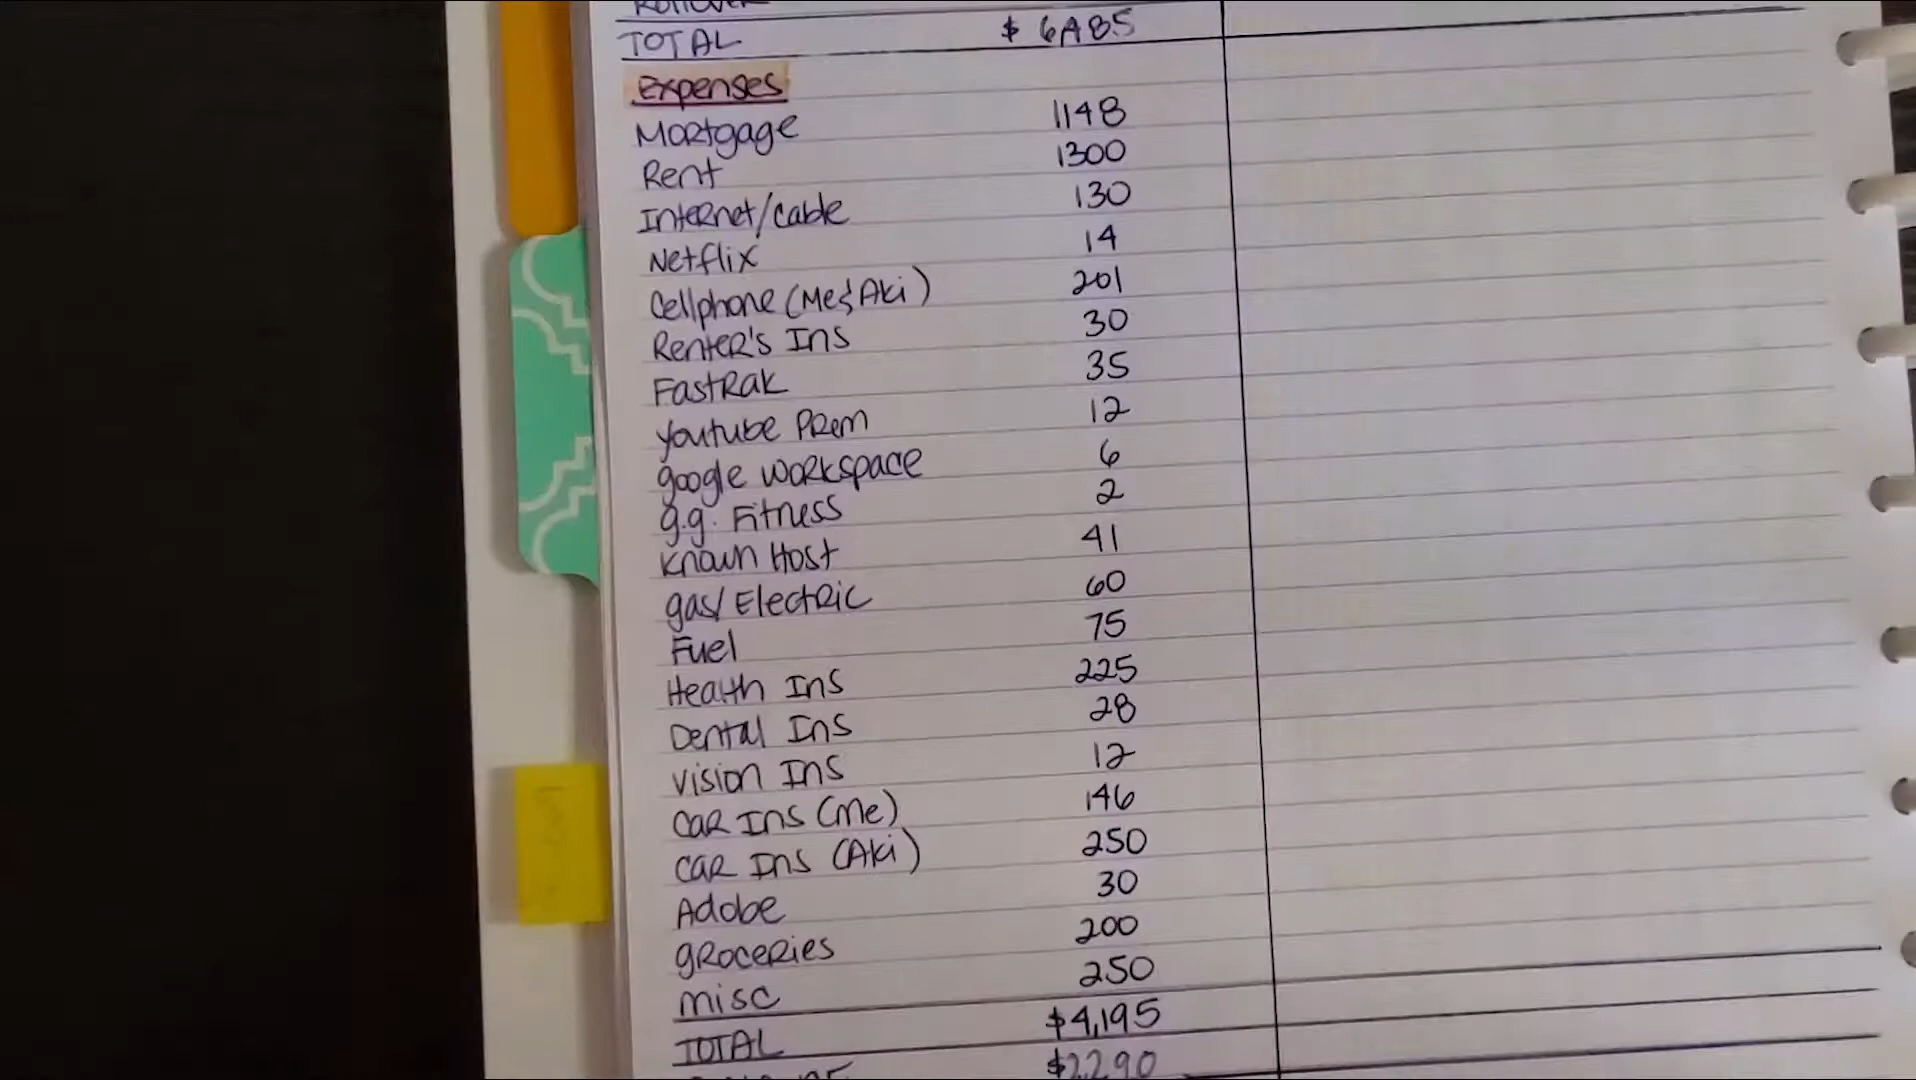 Rollover
TOTAL $ 6485
Expenses
Mortgage 1148
Rent 1300
Internet/cable 130
Netflix 14
Cellphone (Me & Aki) 201
Renter's Ins 30
FastRak 35
Youtube Prem 12
google workspace 6
g.g. Fitness 2
Known Host 41
gas/Electric 60
Fuel 75
Health Ins 225
Dental Ins 28
Vision Ins 12
Car Ins (Me) 146
Car Ins (Aki) 250
Adobe 30
groceries 200
misc 250
TOTAL $4,195
$2290